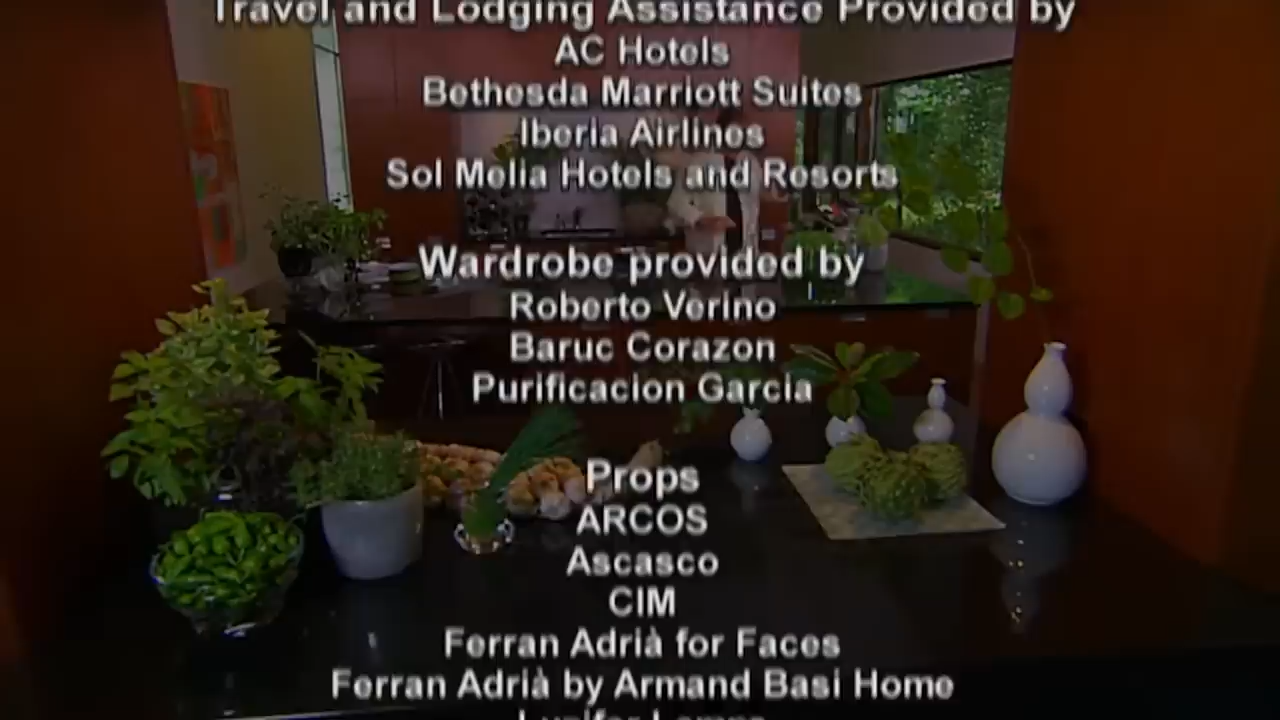 Travel and Lodging Assistance Provided by
AC Hotels
Bethesda Marriott Suites
Iberia Airlines
Sol Melia Hotels and Resorts
Wardrobe provided by
Roberto Verino
Baruc Corazon
Purificacion Garcia
Props
ARCOS
Ascasco
CIM
Ferran Adrià for Faces
Ferran Adrià by Armand Basi Home